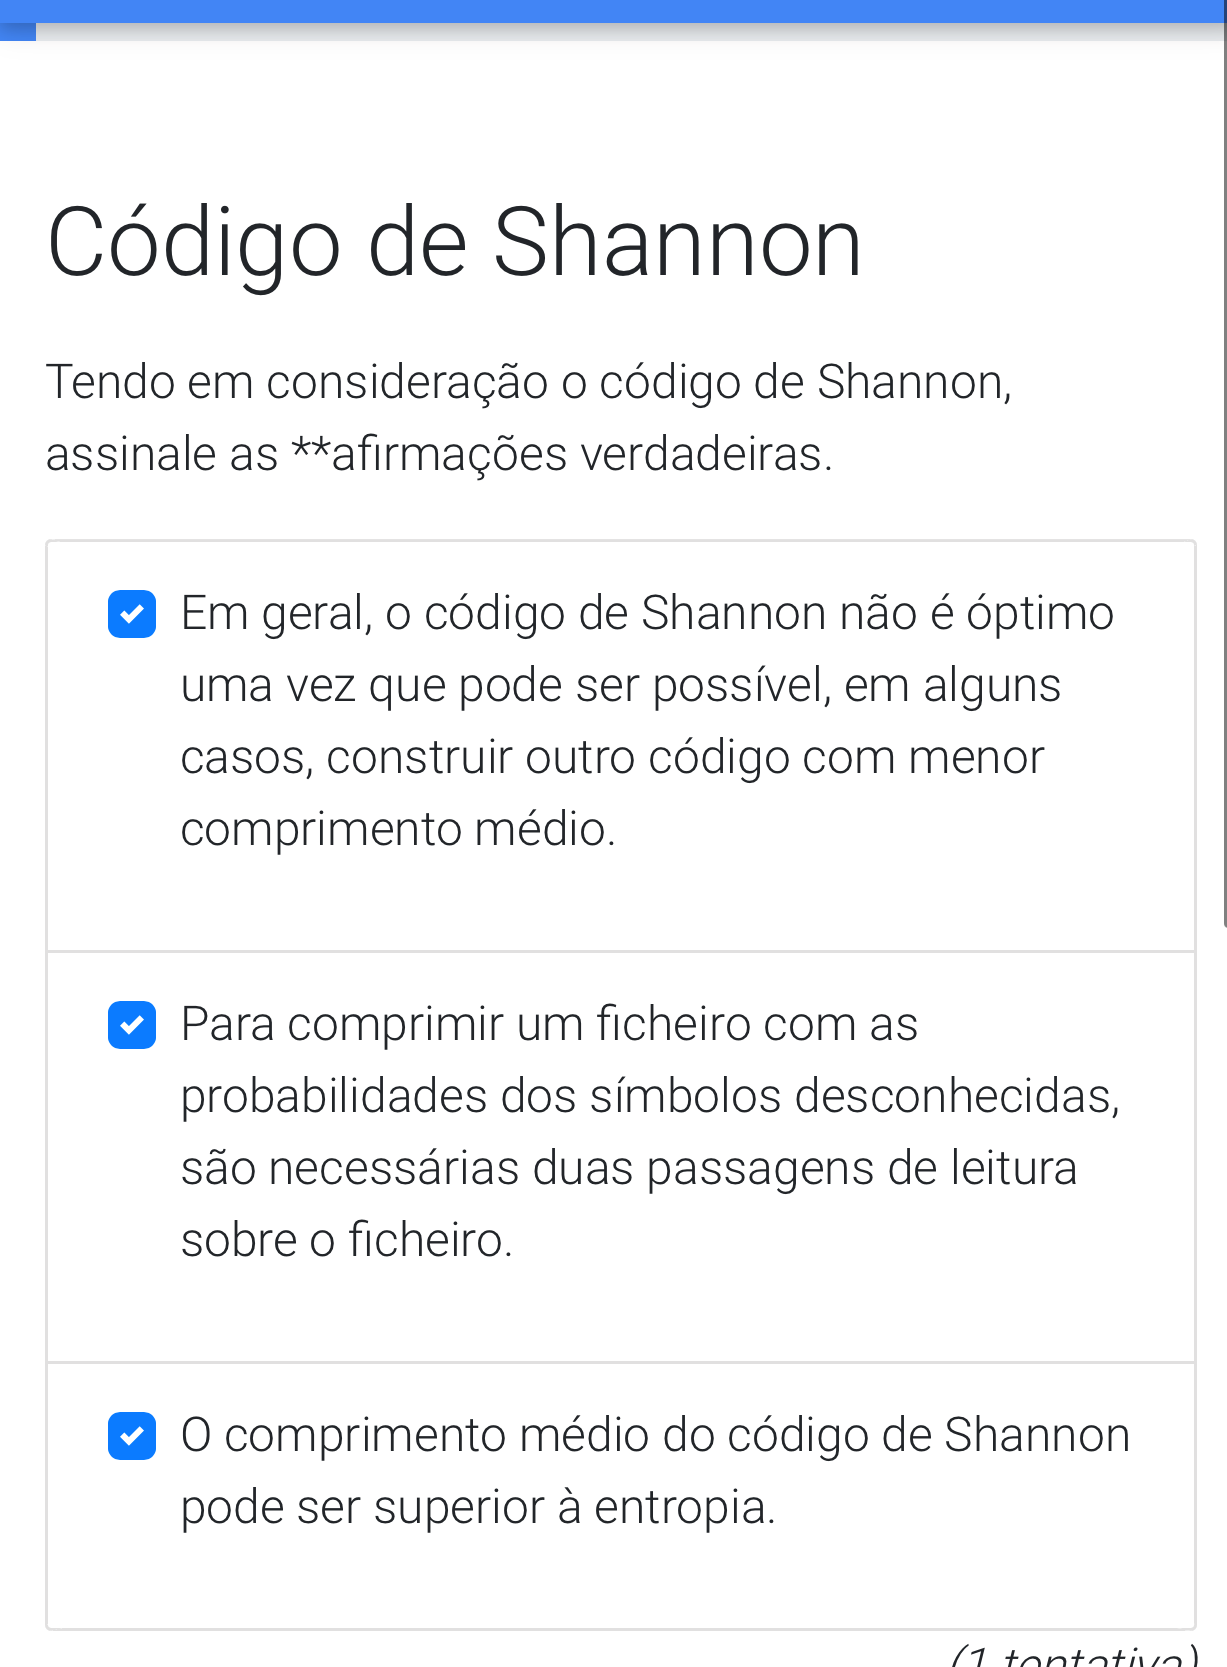 Código de Shannon
Tendo em consideração o código de Shannon,
assinale as **afirmações verdadeiras.
Em geral, o código de Shannon não é óptimo
uma vez que pode ser possível, em alguns
casos, construir outro código com menor
comprimento médio.
Para comprimir um ficheiro com as
probabilidades dos símbolos desconhecidas,
são necessárias duas passagens de leitura
sobre o ficheiro.
O comprimento médio do código de Shannon
pode ser superior à entropia.
(1 tentativa)